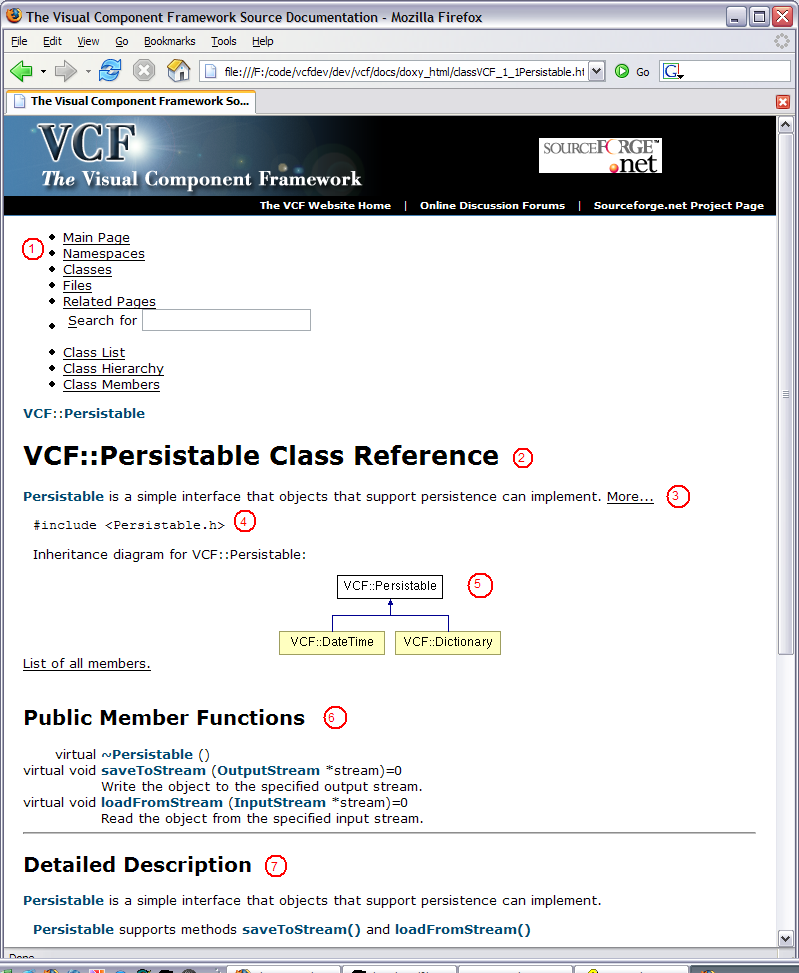 The Visual Component Framework Source Documentation - Mozilla Firefox
File Edit View Go Bookmarks Tools Help
file:///F:/code/vcfdev/dev/vcf/docs/doxy_html/classVCF_1_1Persistable.ht Go G
The Visual Component Framework So...
VCF
The Visual Component Framework
SOURCEFORGE™
.net
The VCF Website Home | Online Discussion Forums | Sourceforge.net Project Page
1
• Main Page
• Namespaces
• Classes
• Files
• Related Pages
• Search for
• Class List
• Class Hierarchy
• Class Members
VCF::Persistable
VCF::Persistable Class Reference 2
Persistable is a simple interface that objects that support persistence can implement. More... 3
#include <Persistable.h> 4
Inheritance diagram for VCF::Persistable:
VCF::Persistable 5
VCF::DateTime VCF::Dictionary
List of all members.
Public Member Functions 6
virtual ~Persistable ()
virtual void saveToStream (OutputStream *stream)=0
Write the object to the specified output stream.
virtual void loadFromStream (InputStream *stream)=0
Read the object from the specified input stream.
Detailed Description 7
Persistable is a simple interface that objects that support persistence can implement.
Persistable supports methods saveToStream() and loadFromStream()
Done